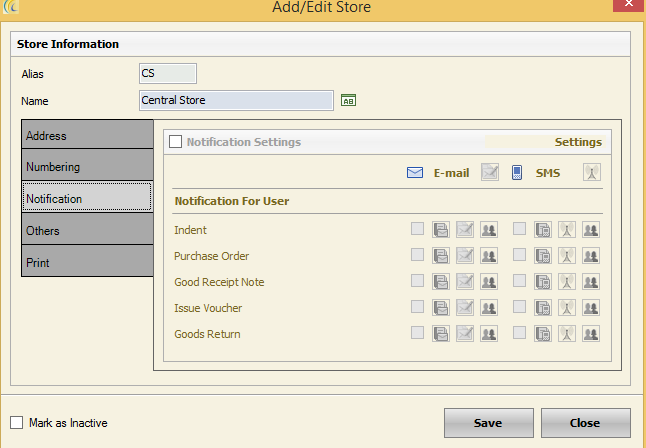 Add/Edit Store
Store Information
Alias CS
Name Central Store AB
Address
Numbering
Notification
Others
Print
Notification Settings Settings
E-mail SMS
Notification For User
Indent
Purchase Order
Good Receipt Note
Issue Voucher
Goods Return
Mark as Inactive Save Close